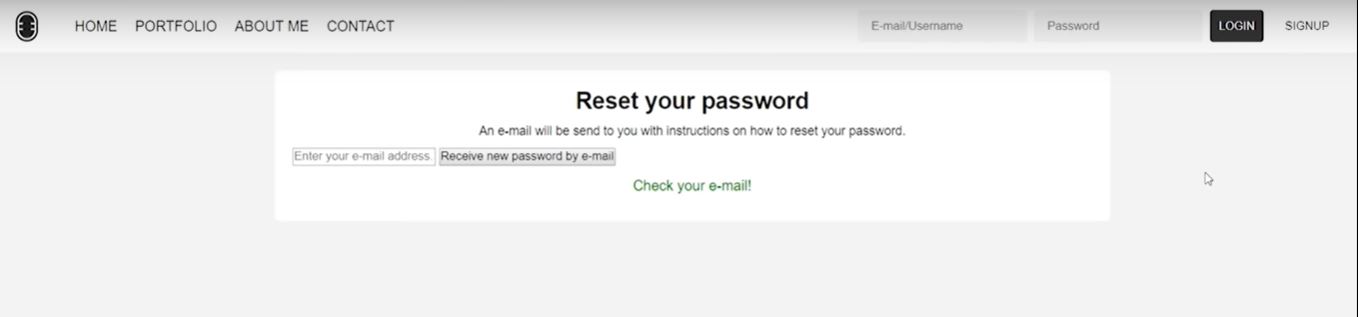 HOME PORTFOLIO ABOUT ME CONTACT E-mail/Username Password LOGIN SIGNUP
Reset your password
An e-mail will be send to you with instructions on how to reset your password.
Enter your e-mail address. Receive new password by e-mail
Check your e-mail!